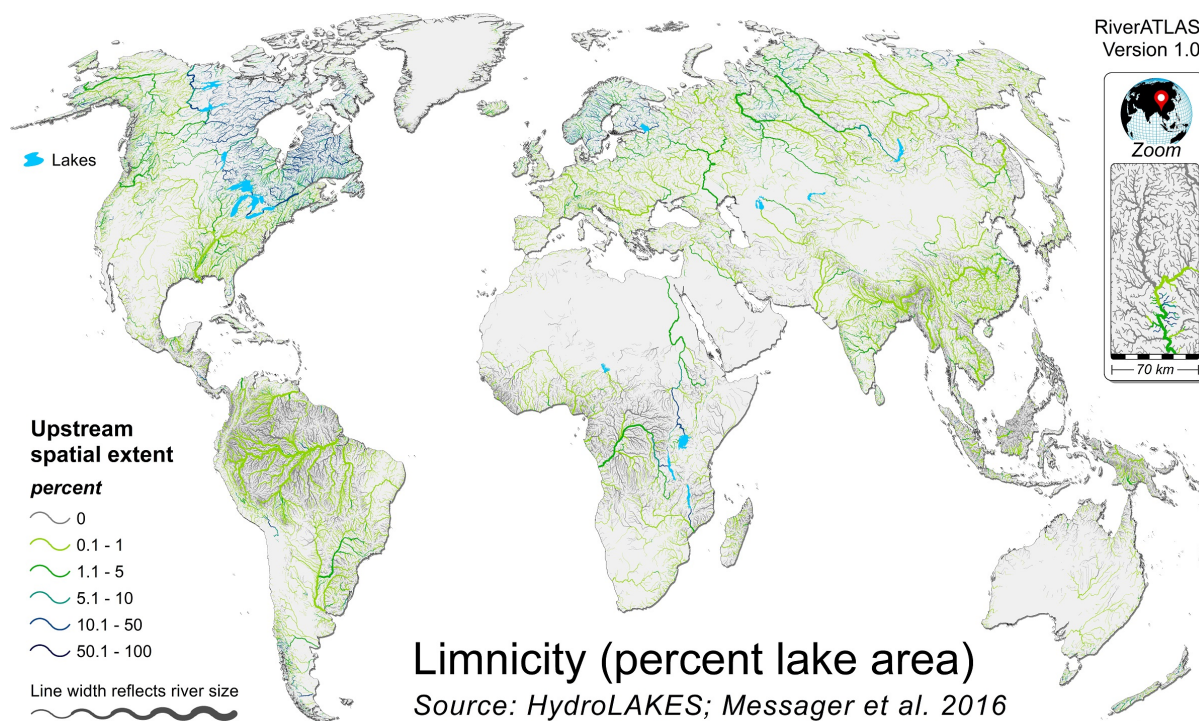 RiverATLAS
Version 1.0
Zoom
70 km
Lakes
Upstream
spatial extent
percent
0
0.1 - 1
1.1 - 5
5.1 - 10
10.1 - 50
50.1 - 100
Line width reflects river size
Limnicity (percent lake area)
Source: HydroLAKES; Messager et al. 2016